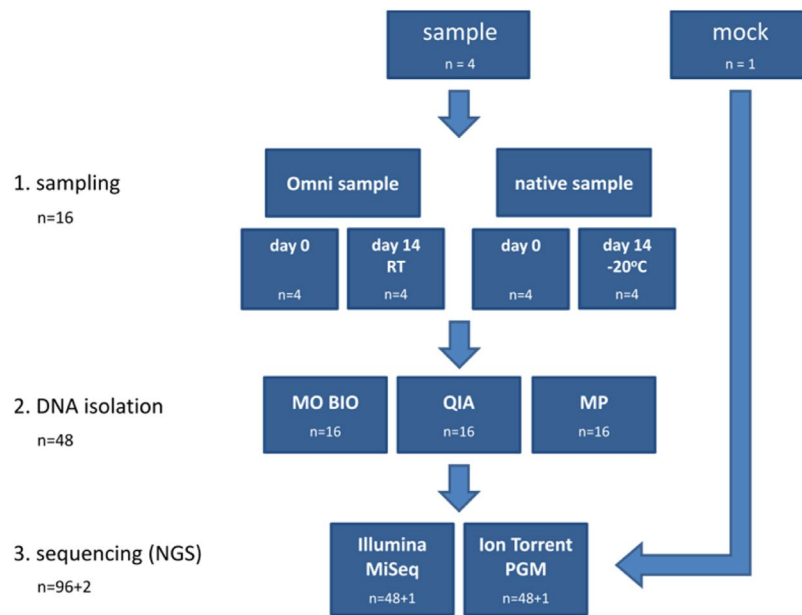 sample
n = 4
mock
n = 1
1. sampling
n=16
Omni sample
native sample
day 0
n=4
day 14
RT
n=4
day 0
n=4
day 14
-20°C
n=4
2. DNA isolation
n=48
MO BIO
n=16
QIA
n=16
MP
n=16
3. sequencing (NGS)
n=96+2
Illumina
MiSeq
n=48+1
Ion Torrent
PGM
n=48+1